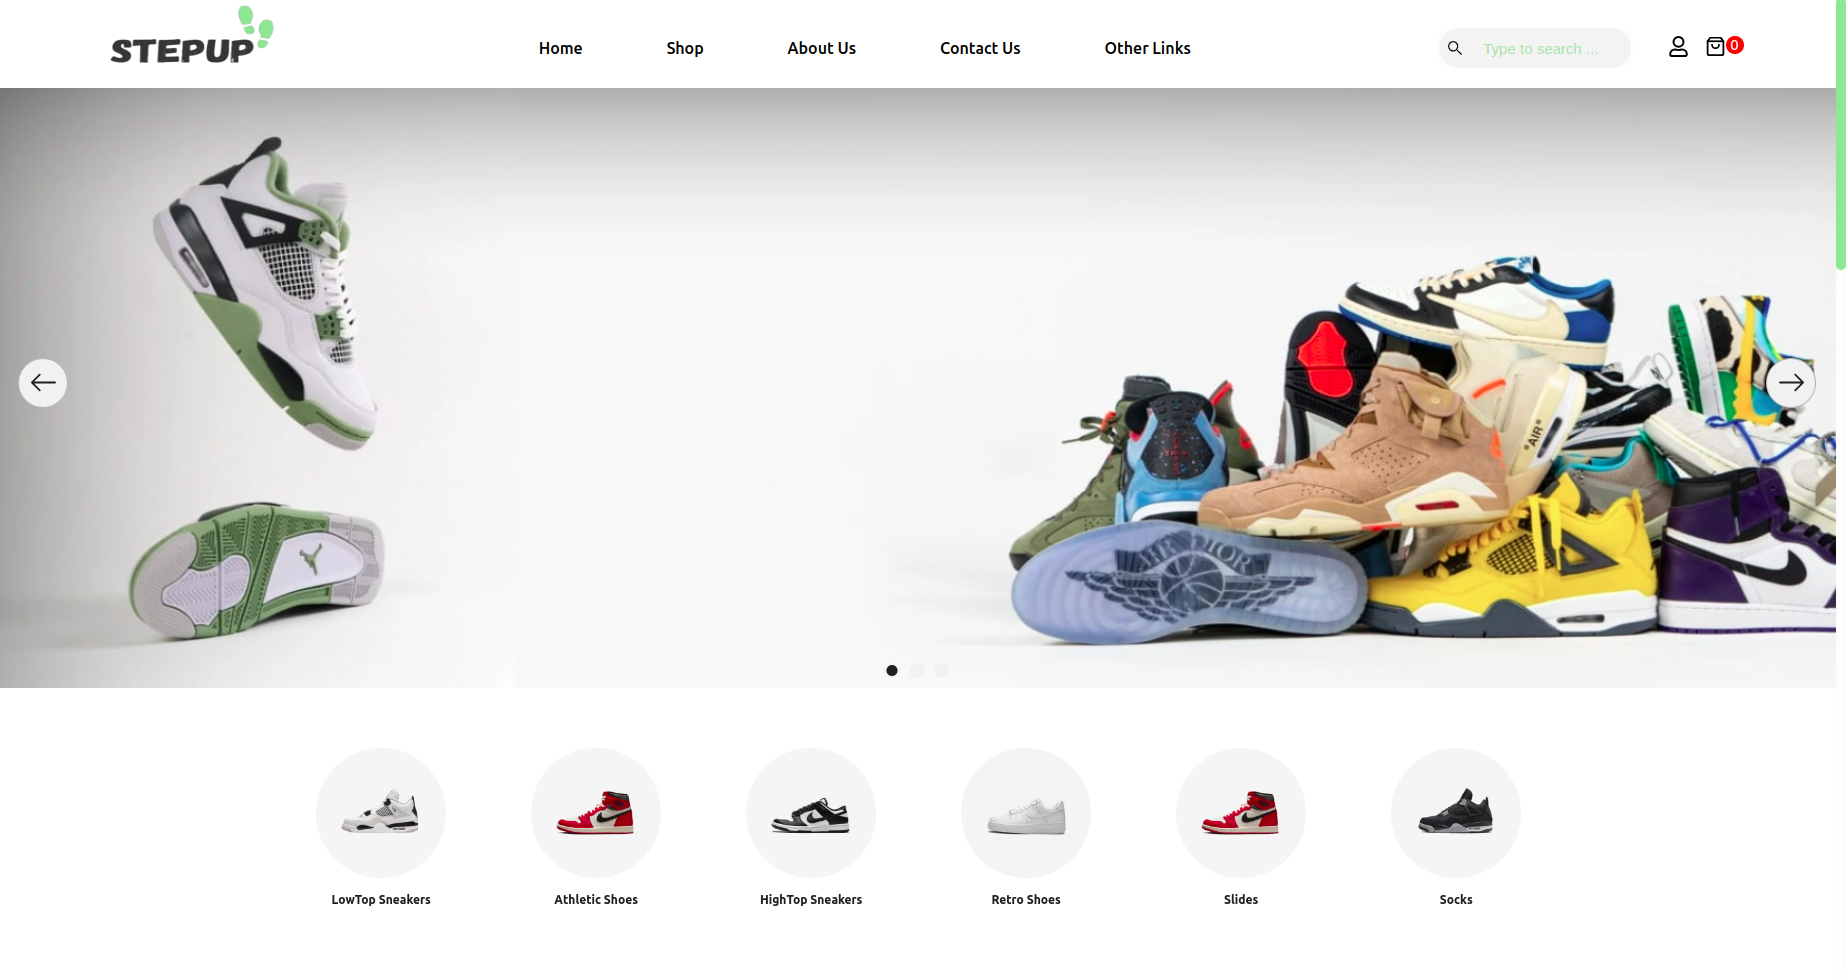 STEPUP
Home Shop About Us Contact Us Other Links
Type to search ...
0
"AIR"
LowTop Sneakers Athletic Shoes HighTop Sneakers Retro Shoes Slides Socks